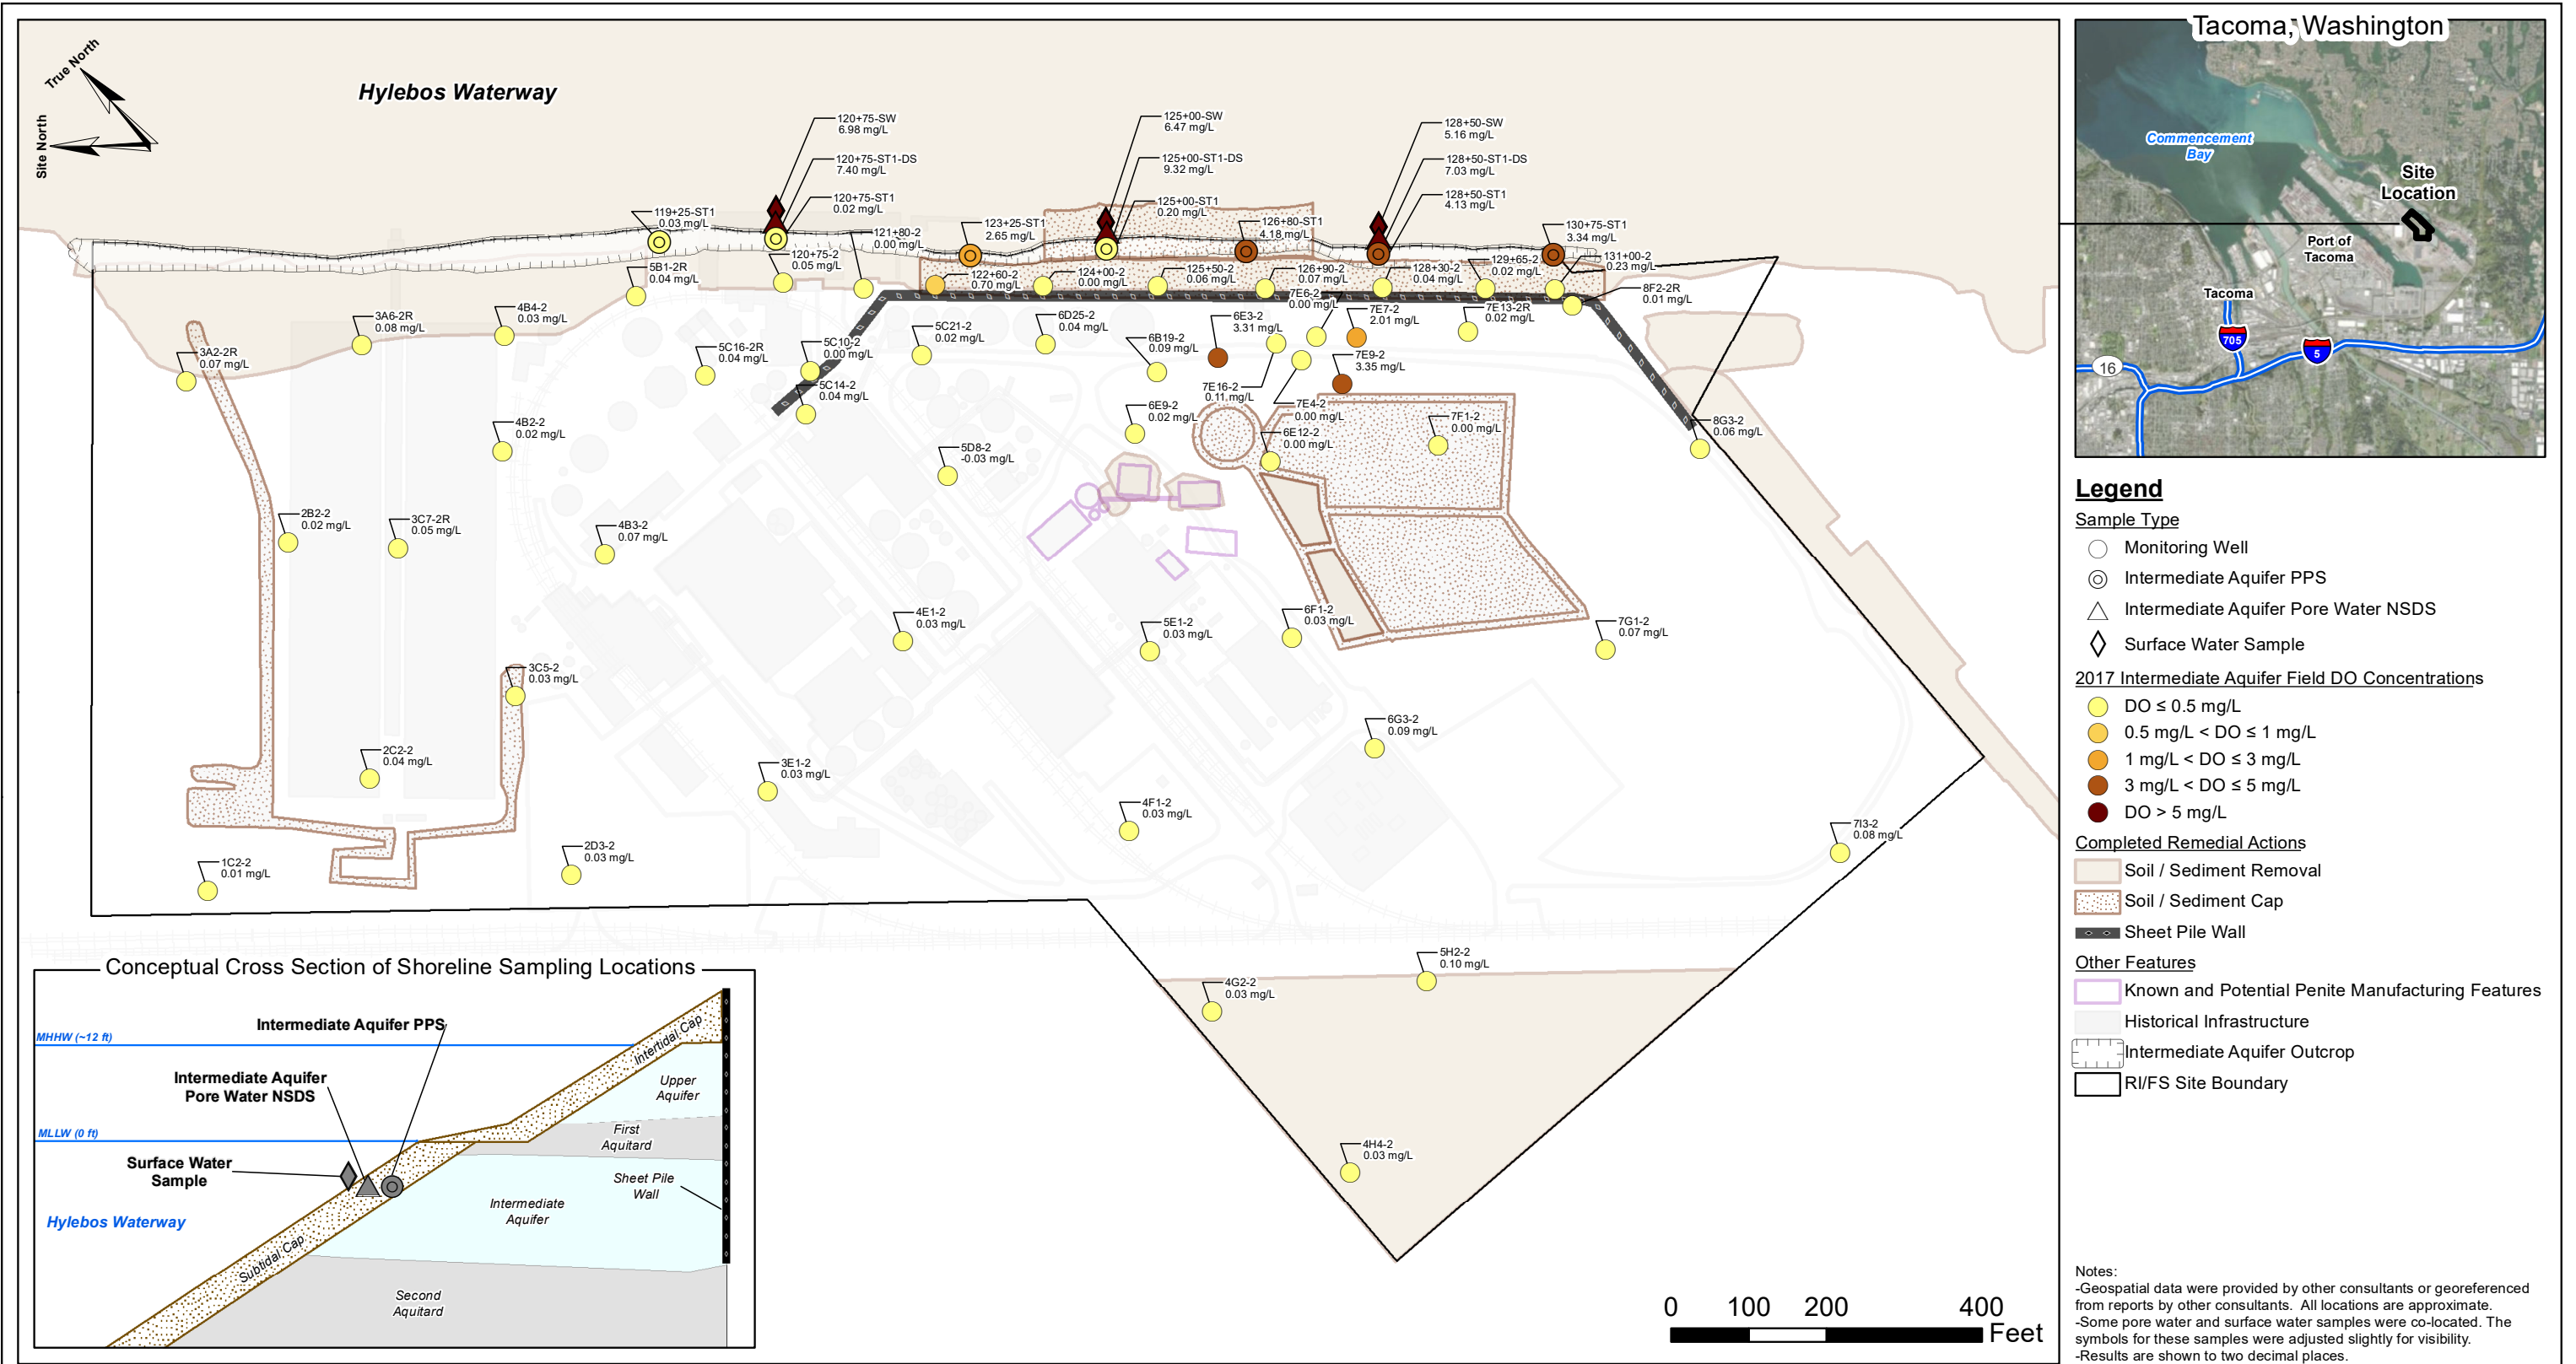 True North
Site North
Hylebos Waterway
120+75-SW
6.98 mg/L
120+75-ST1-DS
7.40 mg/L
120+75-ST1
0.02 mg/L
125+00-SW
6.47 mg/L
125+00-ST1-DS
9.32 mg/L
125+00-ST1
0.20 mg/L
128+50-SW
5.16 mg/L
128+50-ST1-DS
7.03 mg/L
128+50-ST1
4.13 mg/L
119+25-ST1
0.03 mg/L
121+80-2
0.00 mg/L
123+25-ST1
2.65 mg/L
126+80-ST1
4.18 mg/L
130+75-ST1
3.34 mg/L
131+00-2
0.23 mg/L
5B1-2R
0.04 mg/L
120+75-2
0.05 mg/L
122+60-2
0.70 mg/L
124+00-2
0.00 mg/L
125+50-2
0.06 mg/L
126+90-2
0.07 mg/L
128+30-2
0.04 mg/L
129+65-2
0.02 mg/L
8F2-2R
0.01 mg/L
3A2-2R
0.07 mg/L
3A6-2R
0.08 mg/L
4B4-2
0.03 mg/L
5C16-2R
0.04 mg/L
5C10-2
0.00 mg/L
5C14-2
0.04 mg/L
5C21-2
0.02 mg/L
6D25-2
0.04 mg/L
6B19-2
0.09 mg/L
6E3-2
3.31 mg/L
7E6-2
0.00 mg/L
7E7-2
2.01 mg/L
7E13-2R
0.02 mg/L
7E9-2
3.35 mg/L
7E16-2
0.11 mg/L
7E4-2
0.00 mg/L
6E9-2
0.02 mg/L
6E12-2
0.00 mg/L
7F1-2
0.00 mg/L
8G3-2
0.06 mg/L
4B2-2
0.02 mg/L
5D8-2
-0.03 mg/L
2B2-2
0.02 mg/L
3C7-2R
0.05 mg/L
4B3-2
0.07 mg/L
4E1-2
0.03 mg/L
5E1-2
0.03 mg/L
6F1-2
0.03 mg/L
7G1-2
0.07 mg/L
3C5-2
0.03 mg/L
6G3-2
0.09 mg/L
2C2-2
0.04 mg/L
3E1-2
0.03 mg/L
4F1-2
0.03 mg/L
7I3-2
0.08 mg/L
1C2-2
0.01 mg/L
2D3-2
0.03 mg/L
4G2-2
0.03 mg/L
5H2-2
0.10 mg/L
4H4-2
0.03 mg/L
Conceptual Cross Section of Shoreline Sampling Locations
MHHW (~12 ft)
MLLW (0 ft)
Intermediate Aquifer PPS
Intermediate Aquifer
Pore Water NSDS
Surface Water
Sample
Hylebos Waterway
Intertidal Cap
Upper
Aquifer
First
Aquitard
Sheet Pile
Wall
Intermediate
Aquifer
Subtidal Cap
Second
Aquitard
0 100 200 400
Feet
Tacoma, Washington
Commencement
Bay
Site
Location
Port of
Tacoma
Tacoma
705
5
16
Legend
Sample Type
Monitoring Well
Intermediate Aquifer PPS
Intermediate Aquifer Pore Water NSDS
Surface Water Sample
2017 Intermediate Aquifer Field DO Concentrations
DO ≤ 0.5 mg/L
0.5 mg/L < DO ≤ 1 mg/L
1 mg/L < DO ≤ 3 mg/L
3 mg/L < DO ≤ 5 mg/L
DO > 5 mg/L
Completed Remedial Actions
Soil / Sediment Removal
Soil / Sediment Cap
Sheet Pile Wall
Other Features
Known and Potential Penite Manufacturing Features
Historical Infrastructure
Intermediate Aquifer Outcrop
RI/FS Site Boundary
Notes:
-Geospatial data were provided by other consultants or georeferenced
from reports by other consultants. All locations are approximate.
-Some pore water and surface water samples were co-located. The
symbols for these samples were adjusted slightly for visibility.
-Results are shown to two decimal places.